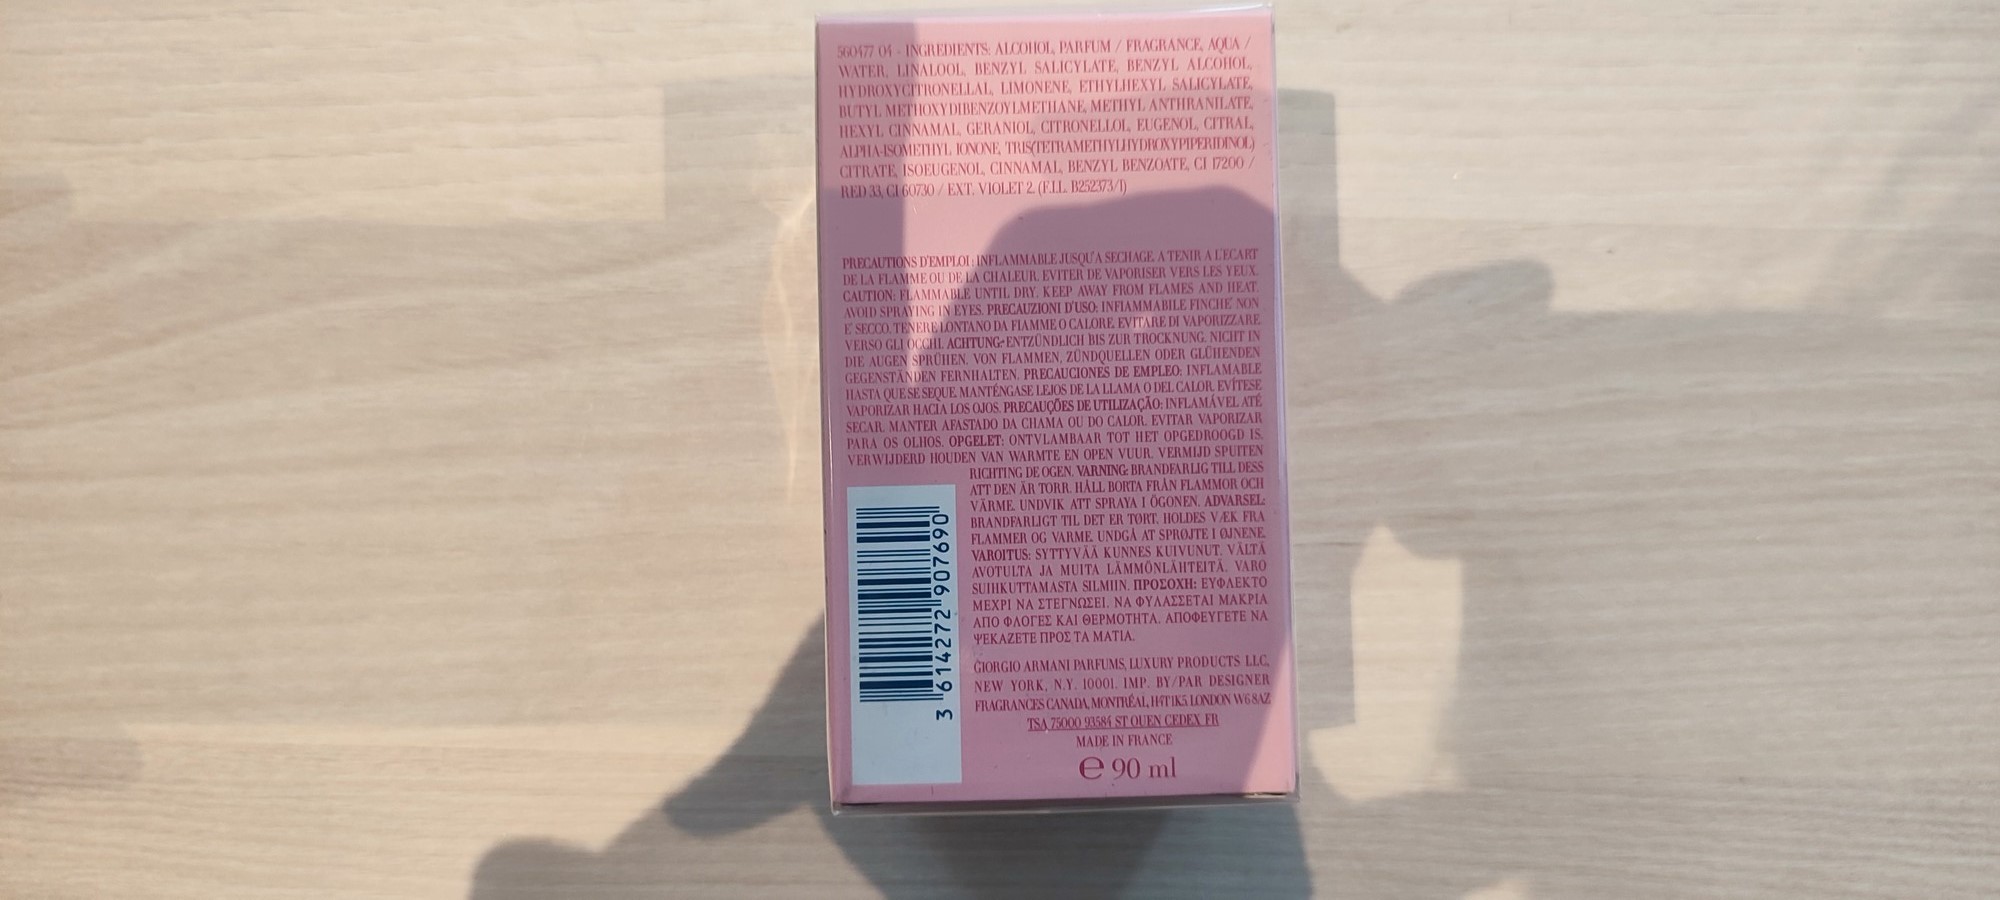 560477 04 - INGREDIENTS: ALCOHOL, PARFUM / FRAGRANCE, AQUA /
WATER, LINALOOL, BENZYL SALICYLATE, BENZYL ALCOHOL,
HYDROXYCITRONELLAL, LIMONENE, ETHYLHEXYL SALICYLATE,
BUTYL METHOXYDIBENZOYLMETHANE, METHYL ANTHRANILATE,
HEXYL CINNAMAL, GERANIOL, CITRONELLOL, EUGENOL, CITRAL,
ALPHA-ISOMETHYL IONONE, TRIS(TETRAMETHYLHYDROXYPIPERIDINOL)
CITRATE, ISOEUGENOL, CINNAMAL, BENZYL BENZOATE, CI 17200 /
RED 33, CI 60730 / EXT. VIOLET 2. (F.I.L. B252373/1)
PRECAUTIONS D'EMPLOI: INFLAMMABLE JUSQU'A SECHAGE. A TENIR A L'ECART
DE LA FLAMME OU DE LA CHALEUR. EVITER DE VAPORISER VERS LES YEUX.
CAUTION: FLAMMABLE UNTIL DRY. KEEP AWAY FROM FLAMES AND HEAT.
AVOID SPRAYING IN EYES. PRECAUZIONI D'USO: INFIAMMABILE FINCHE' NON
E' SECCO. TENERE LONTANO DA FIAMME O CALORE. EVITARE DI VAPORIZZARE
VERSO GLI OCCHI. ACHTUNG: ENTZÜNDLICH BIS ZUR TROCKNUNG. NICHT IN
DIE AUGEN SPRÜHEN. VON FLAMMEN, ZÜNDQUELLEN ODER GLÜHENDEN
GEGENSTÄNDEN FERNHALTEN. PRECAUCIONES DE EMPLEO: INFLAMABLE
HASTA QUE SE SEQUE. MANTÉNGASE LEJOS DE LA LLAMA O DEL CALOR. EVÍTESE
VAPORIZAR HACIA LOS OJOS. PRECAUÇÕES DE UTILIZAÇÃO: INFLAMÁVEL ATÉ
SECAR. MANTER AFASTADO DA CHAMA OU DO CALOR. EVITAR VAPORIZAR
PARA OS OLHOS. OPGELET: ONTVLAMBAAR TOT HET OPGEDROOGD IS.
VERWIJDERD HOUDEN VAN WARMTE EN OPEN VUUR. VERMIJD SPUITEN
RICHTING DE OGEN. VARNING: BRANDFARLIG TILL DESS
ATT DEN ÄR TORR. HÅLL BORTA FRÅN FLAMMOR OCH
VÄRME. UNDVIK ATT SPRAYA I ÖGONEN. ADVARSEL:
BRANDFARLIGT TIL DET ER TØRT. HOLDES VÆK FRA
FLAMMER OG VARME. UNDGÅ AT SPRØJTE I ØJNENE.
VAROITUS: SYTTYVÄÄ KUNNES KUIVUNUT. VÄLTÄ
AVOTULTA JA MUITA LÄMMÖNLÄHTEITÄ. VARO
SUIHKUTTAMASTA SILMIIN. ΠΡΟΣΟΧΗ: ΕΥΦΛΕΚΤΟ
ΜΕΧΡΙ ΝΑ ΣΤΕΓΝΩΣΕΙ. ΝΑ ΦΥΛΑΣΣΕΤΑΙ ΜΑΚΡΙΑ
ΑΠΟ ΦΛΟΓΕΣ ΚΑΙ ΘΕΡΜΟΤΗΤΑ. ΑΠΟΦΕΥΓΕΤΕ ΝΑ
ΨΕΚΑΖΕΤΕ ΠΡΟΣ ΤΑ ΜΑΤΙΑ.
3 614272 907690
GIORGIO ARMANI PARFUMS, LUXURY PRODUCTS LLC,
NEW YORK, N.Y. 10001. IMP. BY/PAR DESIGNER
FRAGRANCES CANADA, MONTRÉAL, H4T 1K5. LONDON W6 8AZ
TSA 75000 93584 ST OUEN CEDEX FR
MADE IN FRANCE
℮ 90 ml